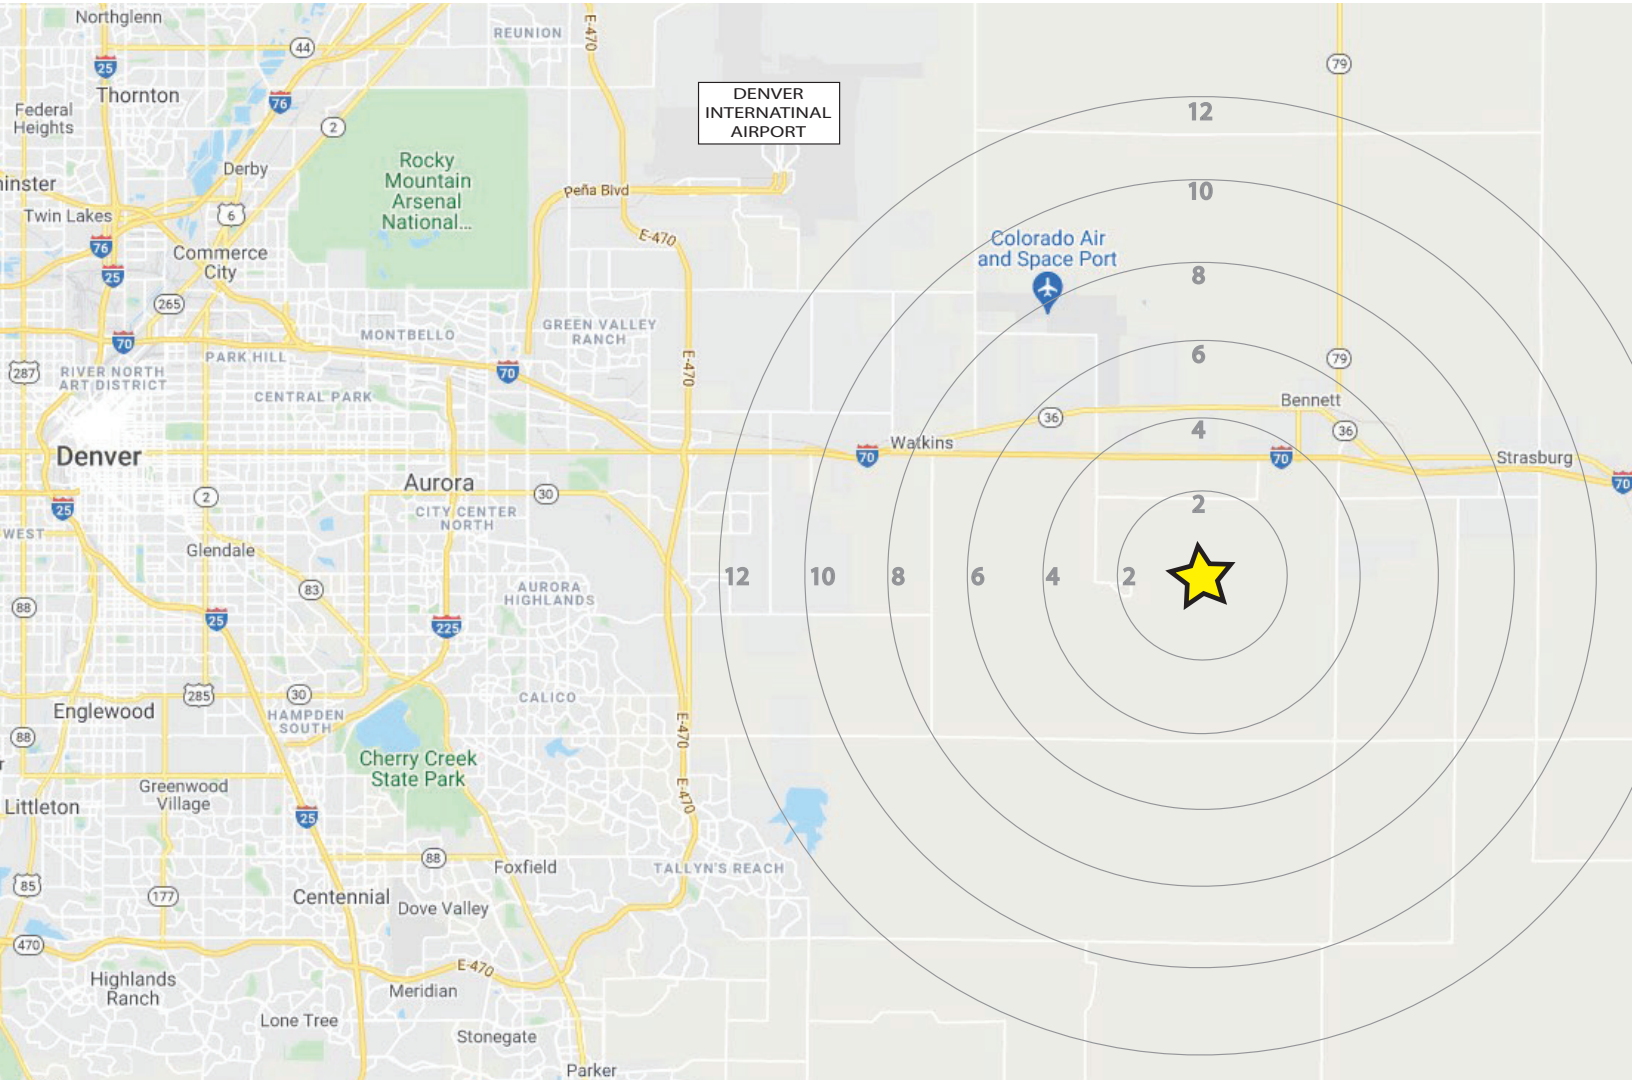 Northglenn
44
E-470
REUNION
79
25
Thornton
76
DENVER
INTERNATINAL
AIRPORT
12
Federal
Heights
2
Rocky
Mountain
Arsenal
National...
Derby
inster
Peña Blvd
10
Twin Lakes
6
E-470
76
Commerce
City
25
Colorado Air
and Space Port
8
265
MONTBELLO
GREEN VALLEY
RANCH
70
PARK HILL
6
79
287
RIVER NORTH
ART DISTRICT
70
E-470
CENTRAL PARK
Bennett
36
4
36
Watkins
Denver
70
70
Strasburg
70
Aurora
30
2
25
CITY CENTER
NORTH
2
WEST
Glendale
12
10
8
6
4
2
83
AURORA
HIGHLANDS
88
25
225
285
30
CALICO
Englewood
HAMPDEN
SOUTH
E-470
88
r
Cherry Creek
State Park
Greenwood
Village
E-470
Littleton
25
88
Foxfield
TALLYN'S REACH
85
177
Centennial
Dove Valley
470
E-470
Highlands
Ranch
Meridian
Lone Tree
Stonegate
Parker